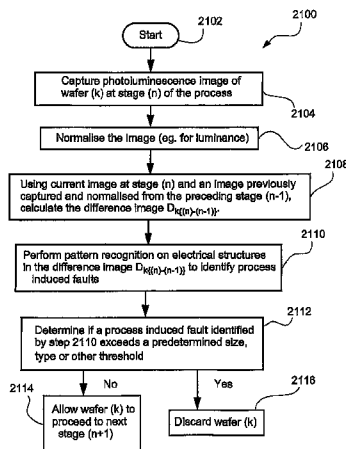 2102
2100
Start
Capture photoluminescence image of
wafer (k) at stage (n) of the process
2104
Normalise the image (eg. for luminance)
2106
2108
Using current image at stage (n) and an image previously
captured and normalised from the preceding stage (n-1),
calculate the difference image Dk{(n)-(n-1)}.
2110
Perform pattern recognition on electrical structures
in the difference image Dk{(n)-(n-1)} to identify process
induced faults
2112
Determine if a process induced fault identified
by step 2110 exceeds a predetermined size,
type or other threshold
2114
No
Yes
2116
Allow wafer (k) to
proceed to next
stage (n+1)
Discard wafer (k)